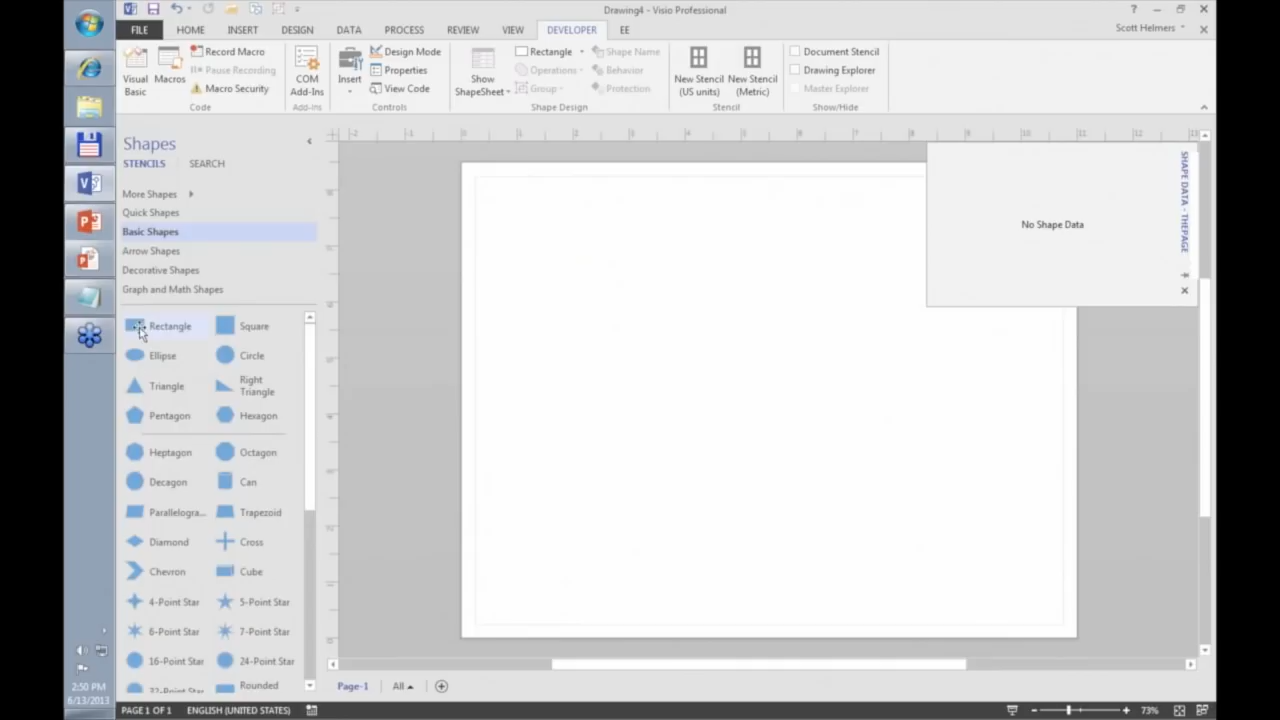 Drawing4 - Visio Professional
FILE HOME INSERT DESIGN DATA PROCESS REVIEW VIEW DEVELOPER EE
Scott Helmers
Visual Basic
Macros
Record Macro
Pause Recording
Macro Security
Code
COM Add-Ins
Add-Ins
Insert
Design Mode
Properties
View Code
Controls
Show ShapeSheet
Rectangle
Operations
Group
Shape Name
Behavior
Protection
Shape Design
New Stencil (US units)
New Stencil (Metric)
Stencil
Document Stencil
Drawing Explorer
Master Explorer
Show/Hide
Shapes
STENCILS SEARCH
More Shapes
Quick Shapes
Basic Shapes
Arrow Shapes
Decorative Shapes
Graph and Math Shapes
Rectangle Square
Ellipse Circle
Triangle Right Triangle
Pentagon Hexagon
Heptagon Octagon
Decagon Can
Parallelogra... Trapezoid
Diamond Cross
Chevron Cube
4-Point Star 5-Point Star
6-Point Star 7-Point Star
16-Point Star 24-Point Star
32-Point Star Rounded
No Shape Data
SHAPE DATA - THEPAGE
Page-1 All
2:50 PM
6/13/2013
PAGE 1 OF 1 ENGLISH (UNITED STATES) 73%